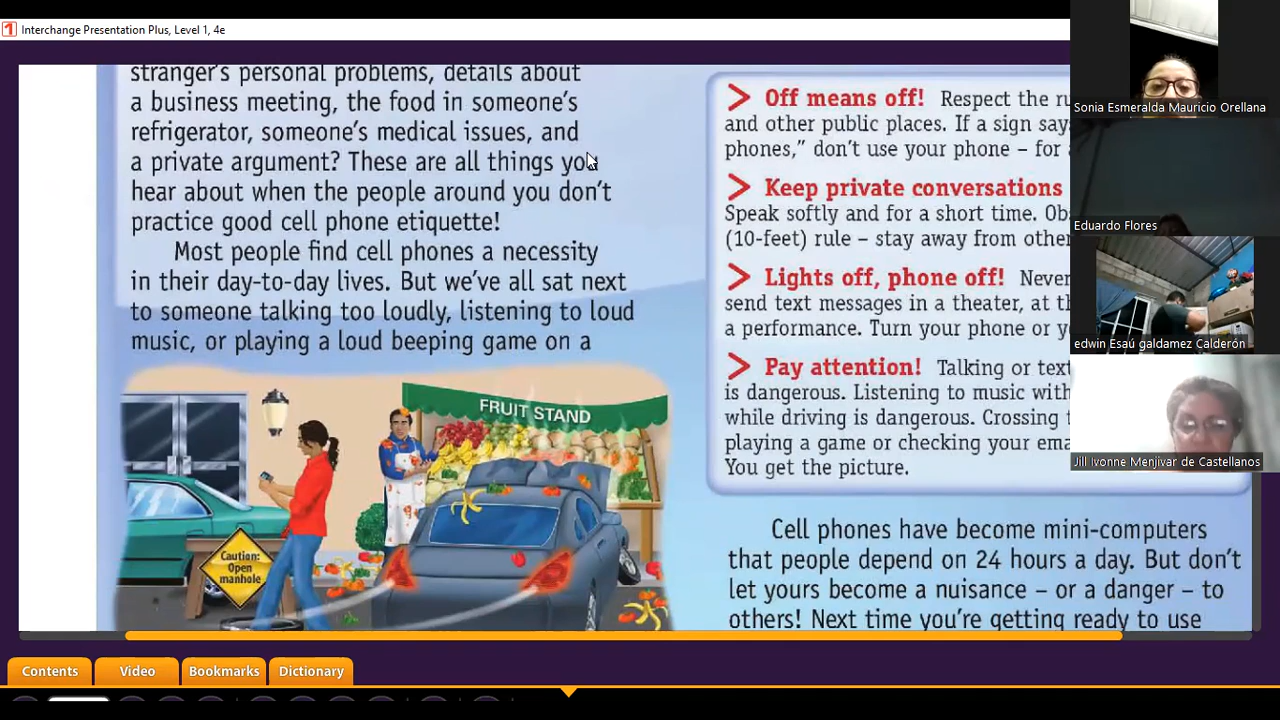 Interchange Presentation Plus, Level 1, 4e
stranger's personal problems, details about
a business meeting, the food in someone's
refrigerator, someone's medical issues, and
a private argument? These are all things you
hear about when the people around you don't
practice good cell phone etiquette!
Most people find cell phones a necessity
in their day-to-day lives. But we've all sat next
to someone talking too loudly, listening to loud
music, or playing a loud beeping game on a
FRUIT STAND
Caution:
Open
manhole
> Off means off! Respect the
and other public places. If a sign says
phones," don't use your phone – for a
> Keep private conversations
Speak softly and for a short time.
(10-feet) rule – stay away from other
> Lights off, phone off! Never
send text messages in a theater, at
a performance. Turn your phone or
> Pay attention! Talking or
is dangerous. Listening to music
while driving is dangerous. Crossing
playing a game or checking your
You get the picture.
Cell phones have become mini-computers
that people depend on 24 hours a day. But don't
let yours become a nuisance – or a danger – to
others! Next time you're getting ready to use
Sonia Esmeralda Mauricio Orellana
Eduardo Flores
edwin Esaú galdamez Calderón
Jill Ivonne Menjivar de Castellanos
Contents
Video
Bookmarks
Dictionary